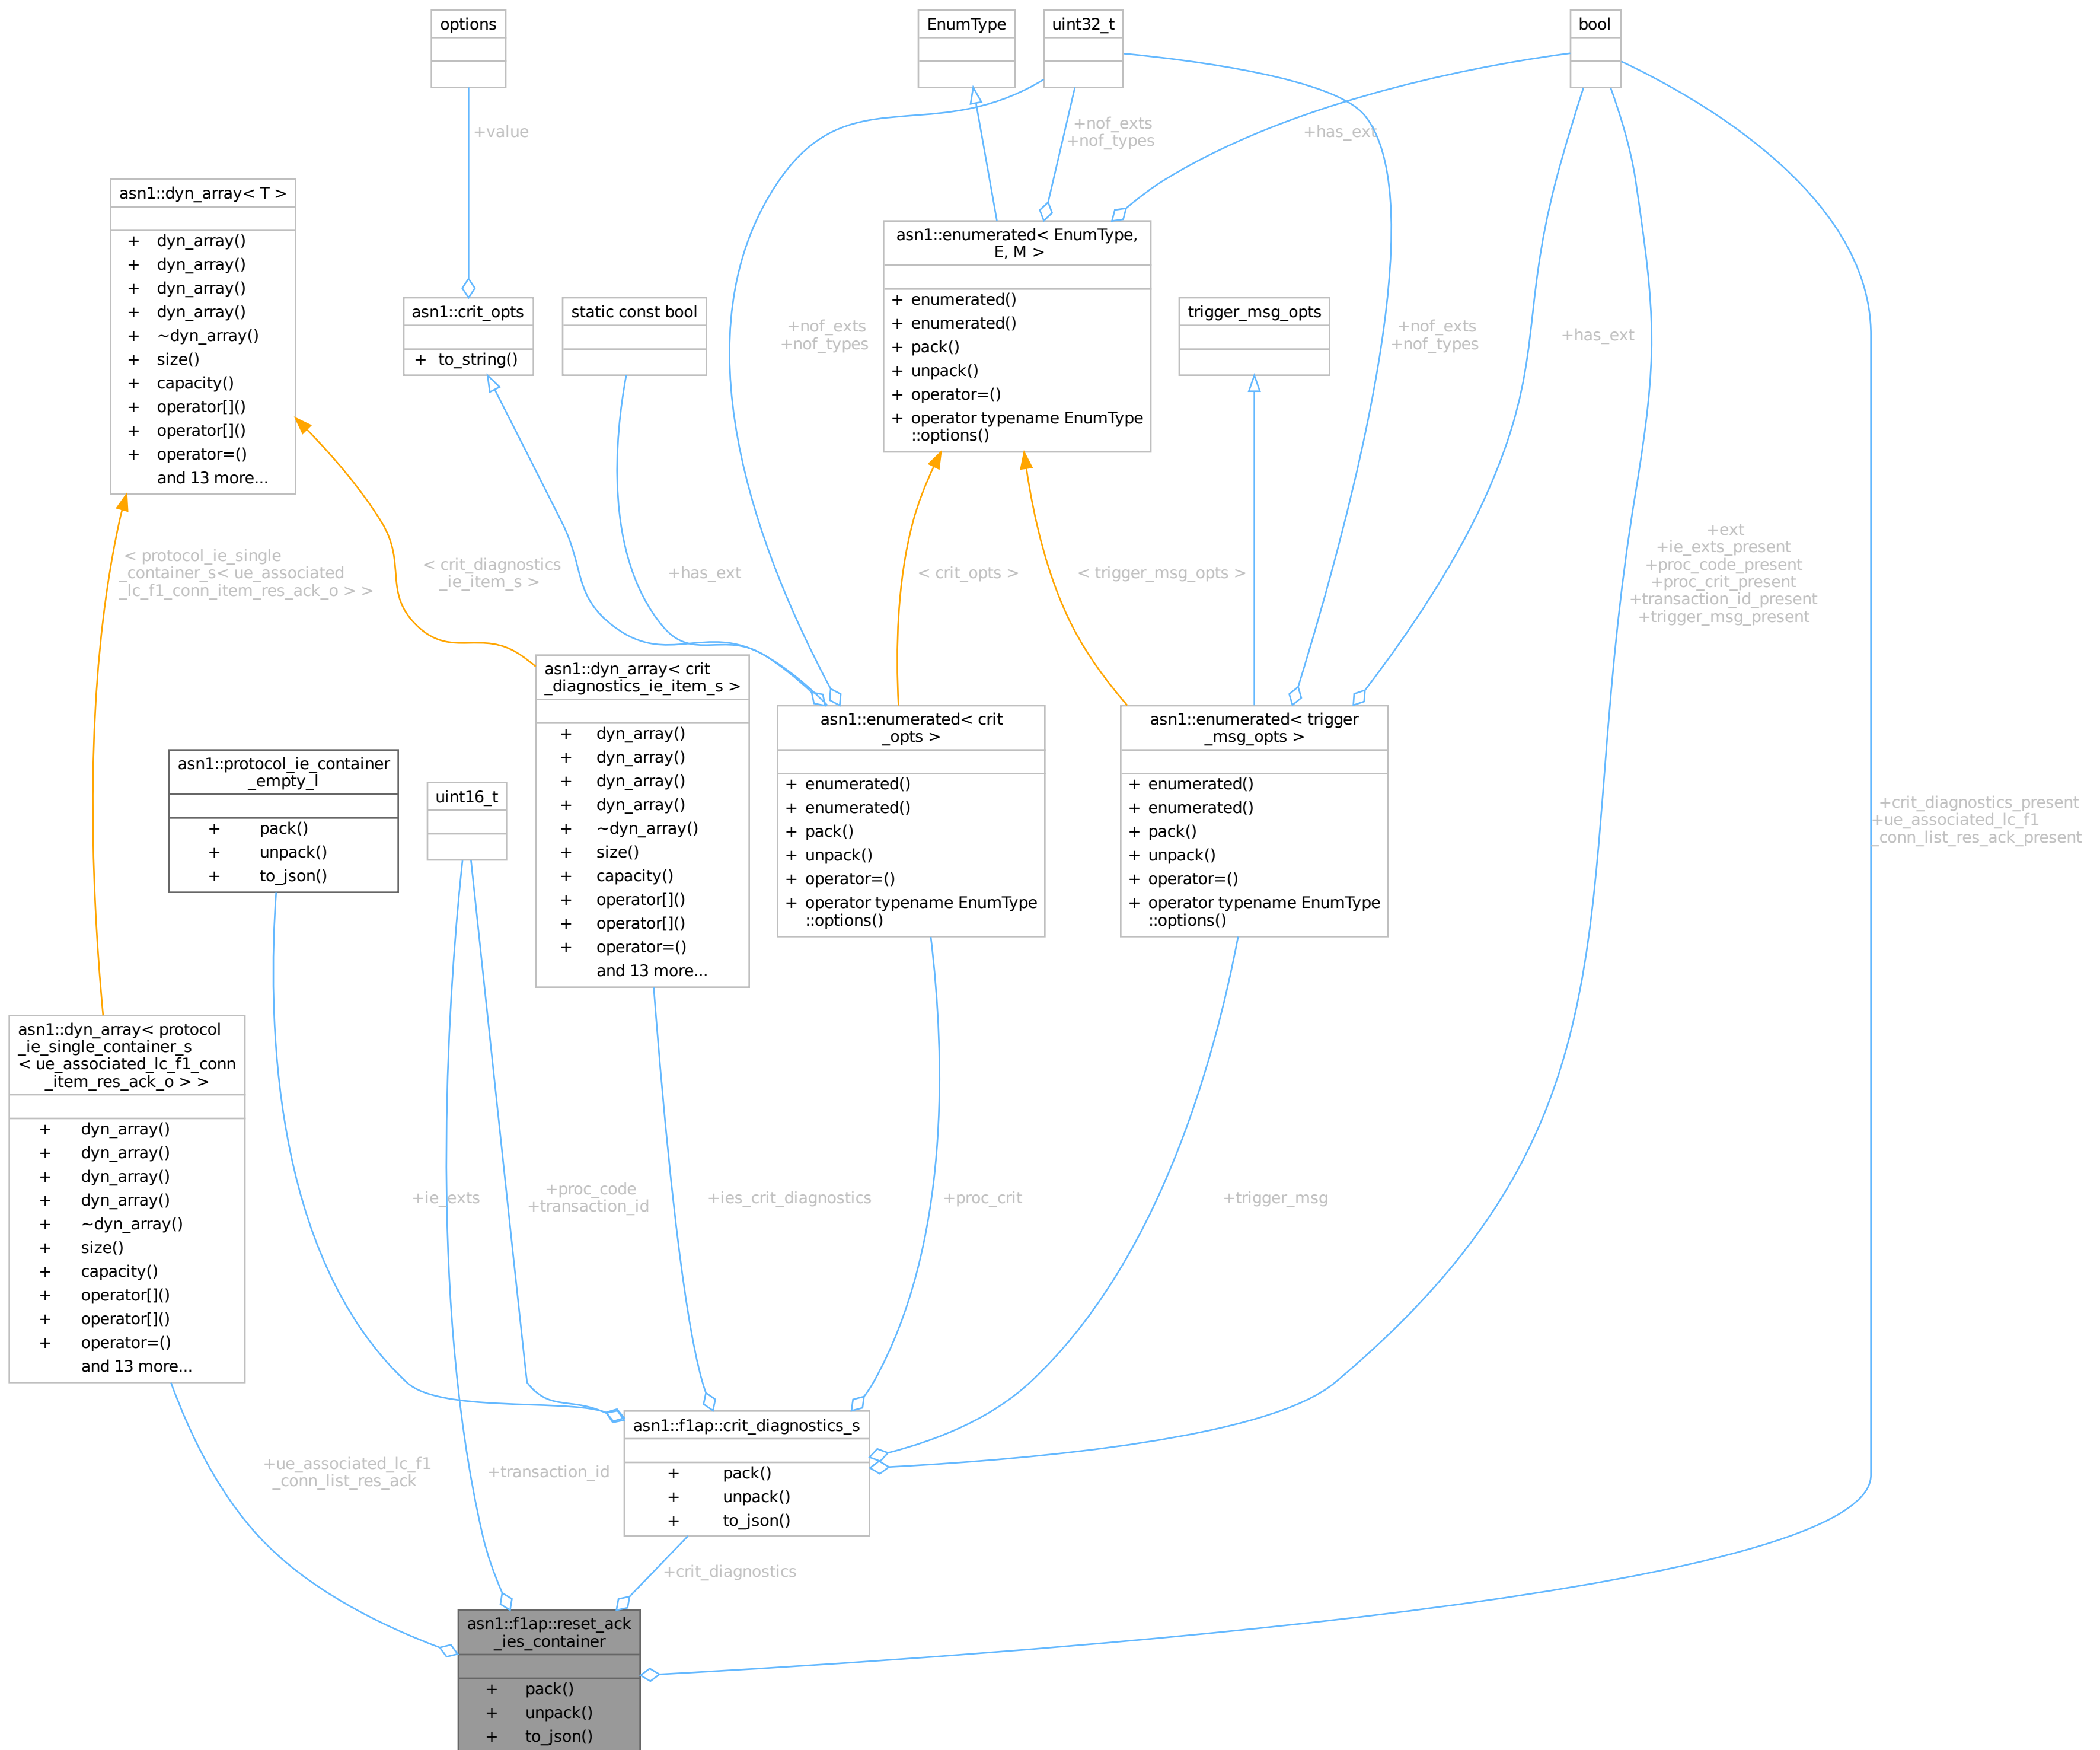 options
EnumType
uint32_t
bool
+value
+nof_exts
+nof_types
+has_ext
asn1::dyn_array< T >
+ dyn_array()
+ dyn_array()
+ dyn_array()
+ dyn_array()
+ ~dyn_array()
+ size()
+ capacity()
+ operator[]()
+ operator[]()
+ operator=()
and 13 more...
asn1::crit_opts
+ to_string()
static const bool
+nof_exts
+nof_types
asn1::enumerated< EnumType,
E, M >
+ enumerated()
+ enumerated()
+ pack()
+ unpack()
+ operator=()
+ operator typename EnumType
::options()
trigger_msg_opts
+nof_exts
+nof_types
+has_ext
< protocol_ie_single
_container_s< ue_associated
_lc_f1_conn_item_res_ack_o > >
< crit_diagnostics
_ie_item_s >
+has_ext
< crit_opts >
< trigger_msg_opts >
+ext
+ie_exts_present
+proc_code_present
+proc_crit_present
+transaction_id_present
+trigger_msg_present
asn1::protocol_ie_container
_empty_l
+ pack()
+ unpack()
+ to_json()
uint16_t
asn1::dyn_array< crit
_diagnostics_ie_item_s >
+ dyn_array()
+ dyn_array()
+ dyn_array()
+ dyn_array()
+ ~dyn_array()
+ size()
+ capacity()
+ operator[]()
+ operator[]()
+ operator=()
and 13 more...
asn1::enumerated< crit
_opts >
+ enumerated()
+ enumerated()
+ pack()
+ unpack()
+ operator=()
+ operator typename EnumType
::options()
asn1::enumerated< trigger
_msg_opts >
+ enumerated()
+ enumerated()
+ pack()
+ unpack()
+ operator=()
+ operator typename EnumType
::options()
+crit_diagnostics_present
+ue_associated_lc_f1
_conn_list_res_ack_present
asn1::dyn_array< protocol
_ie_single_container_s
< ue_associated_lc_f1_conn
_item_res_ack_o > >
+ dyn_array()
+ dyn_array()
+ dyn_array()
+ dyn_array()
+ ~dyn_array()
+ size()
+ capacity()
+ operator[]()
+ operator[]()
+ operator=()
and 13 more...
+ie_exts
+proc_code
+transaction_id
+ies_crit_diagnostics
+proc_crit
+trigger_msg
+ue_associated_lc_f1
_conn_list_res_ack
+transaction_id
asn1::f1ap::crit_diagnostics_s
+ pack()
+ unpack()
+ to_json()
+crit_diagnostics
asn1::f1ap::reset_ack
_ies_container
+ pack()
+ unpack()
+ to_json()